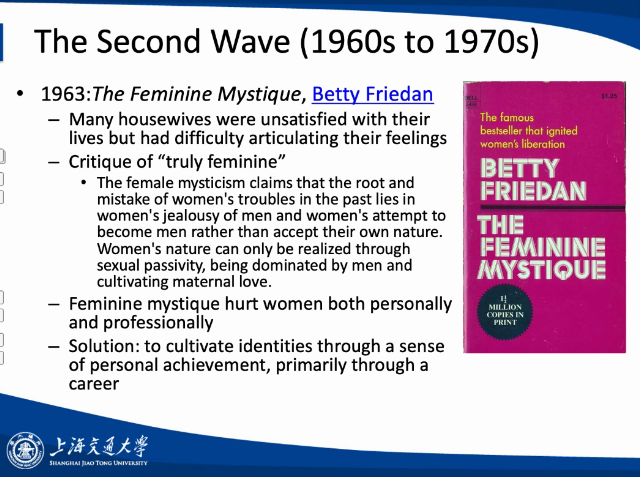 The Second Wave (1960s to 1970s)
• 1963:The Feminine Mystique, Betty Friedan
– Many housewives were unsatisfied with their
lives but had difficulty articulating their feelings
– Critique of “truly feminine”
• The female mysticism claims that the root and
mistake of women's troubles in the past lies in
women's jealousy of men and women's attempt to
become men rather than accept their own nature.
Women's nature can only be realized through
sexual passivity, being dominated by men and
cultivating maternal love.
– Feminine mystique hurt women both personally
and professionally
– Solution: to cultivate identities through a sense
of personal achievement, primarily through a
career
$1.25
The famous
bestseller that ignited
women's liberation
BETTY
FRIEDAN
THE
FEMININE
MYSTIQUE
1½
MILLION
COPIES IN
PRINT
上海交通大学
SHANGHAI JIAO TONG UNIVERSITY